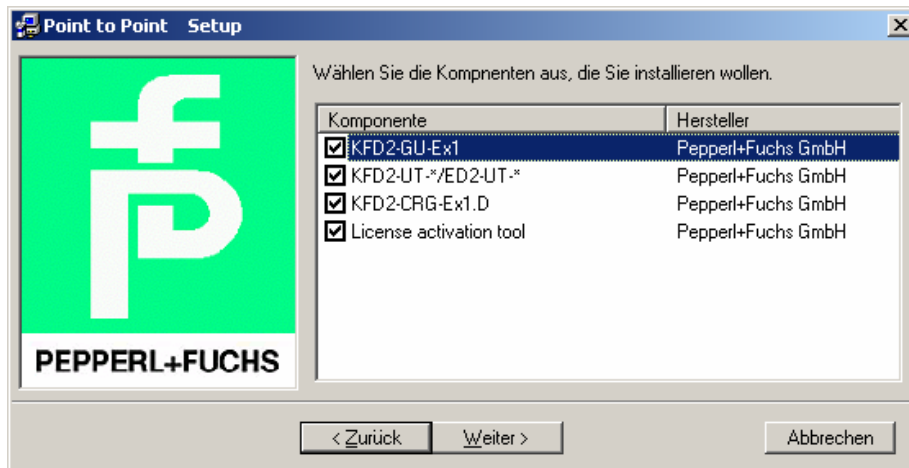 Point to Point Setup
Wählen Sie die Kompnenten aus, die Sie installieren wollen.
Komponente Hersteller
KFD2-GU-Ex1 Pepperl+Fuchs GmbH
KFD2-UT-*/ED2-UT-* Pepperl+Fuchs GmbH
KFD2-CRG-Ex1.D Pepperl+Fuchs GmbH
License activation tool Pepperl+Fuchs GmbH
PEPPERL+FUCHS
< Zurück Weiter > Abbrechen